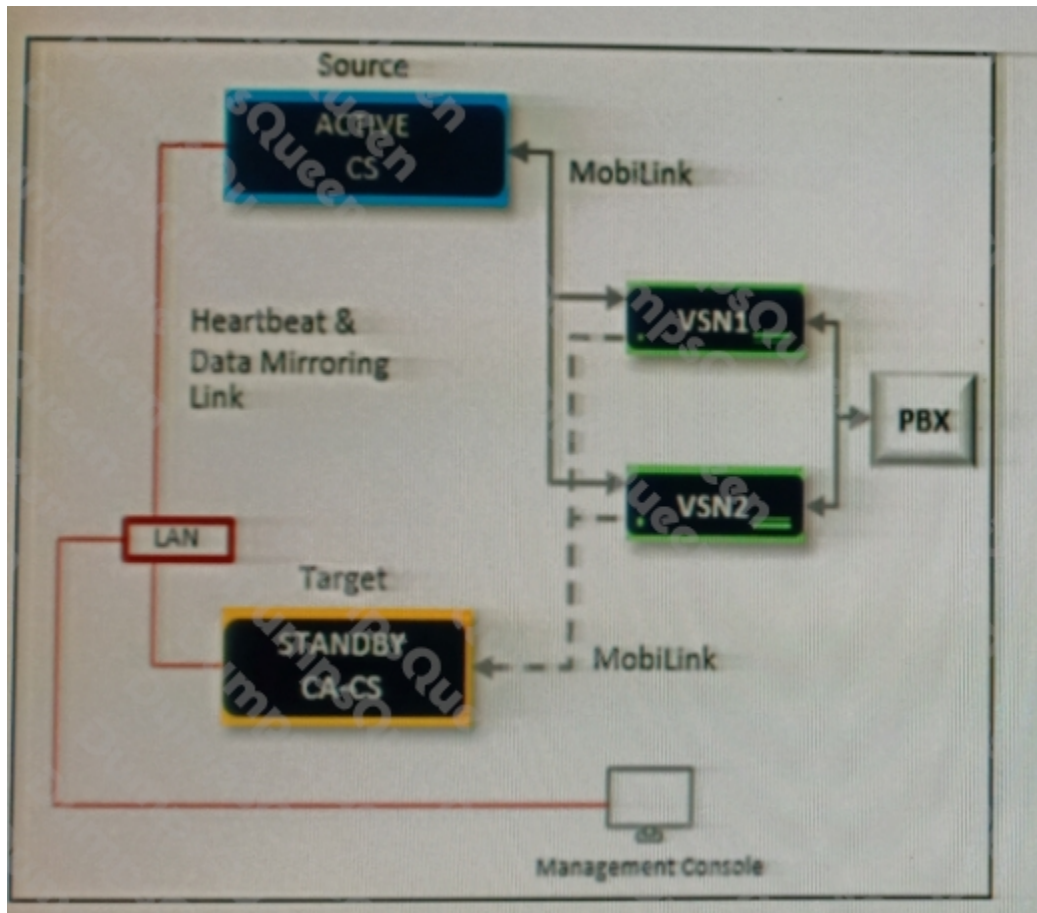 Source
ACTIVE
CS
MobiLink
VSN1
Heartbeat &
Data Mirroring
Link
PBX
VSN2
LAN
Target
STANDBY
CA-CS
MobiLink
Management Console